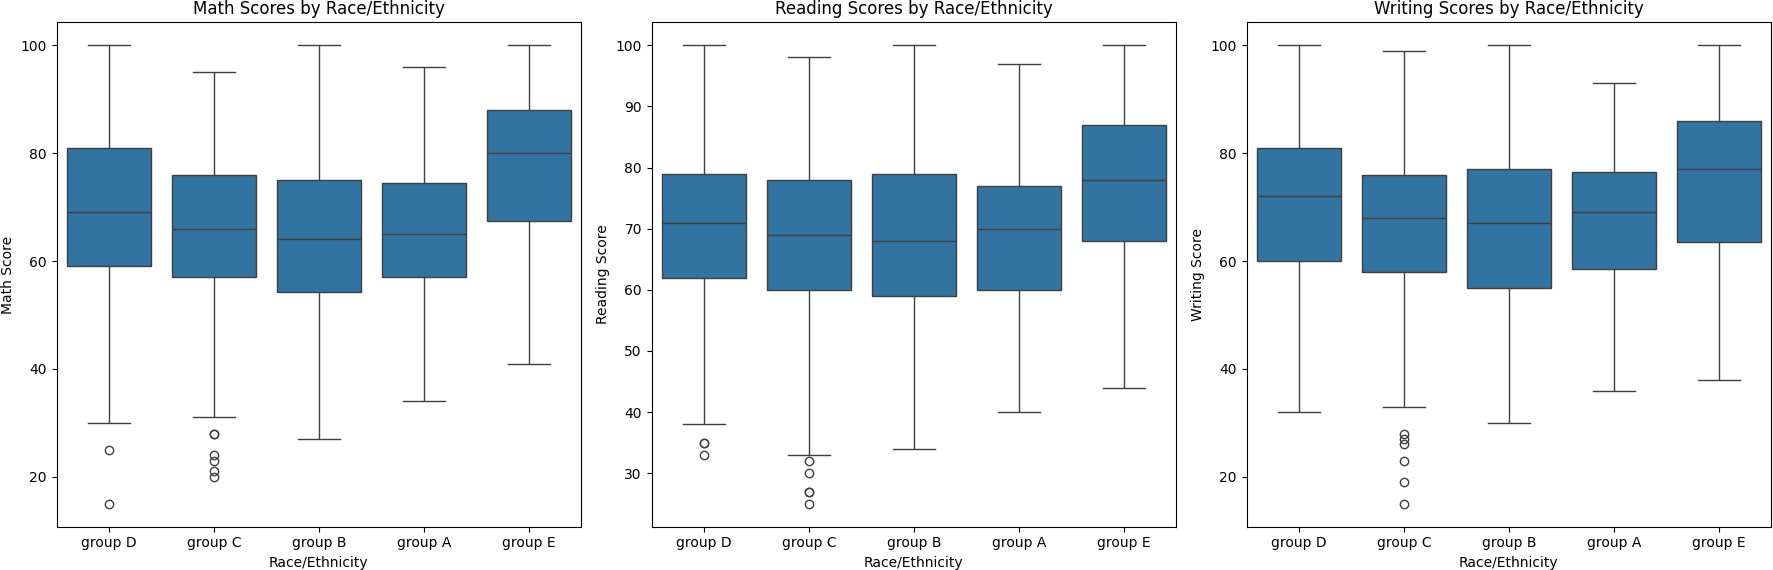 Math Scores by Race/Ethnicity
Math Score
100
80
60
40
20
group D group C group B group A group E
Race/Ethnicity
Reading Scores by Race/Ethnicity
Reading Score
100
90
80
70
60
50
40
30
group D group C group B group A group E
Race/Ethnicity
Writing Scores by Race/Ethnicity
Writing Score
100
80
60
40
20
group D group C group B group A group E
Race/Ethnicity